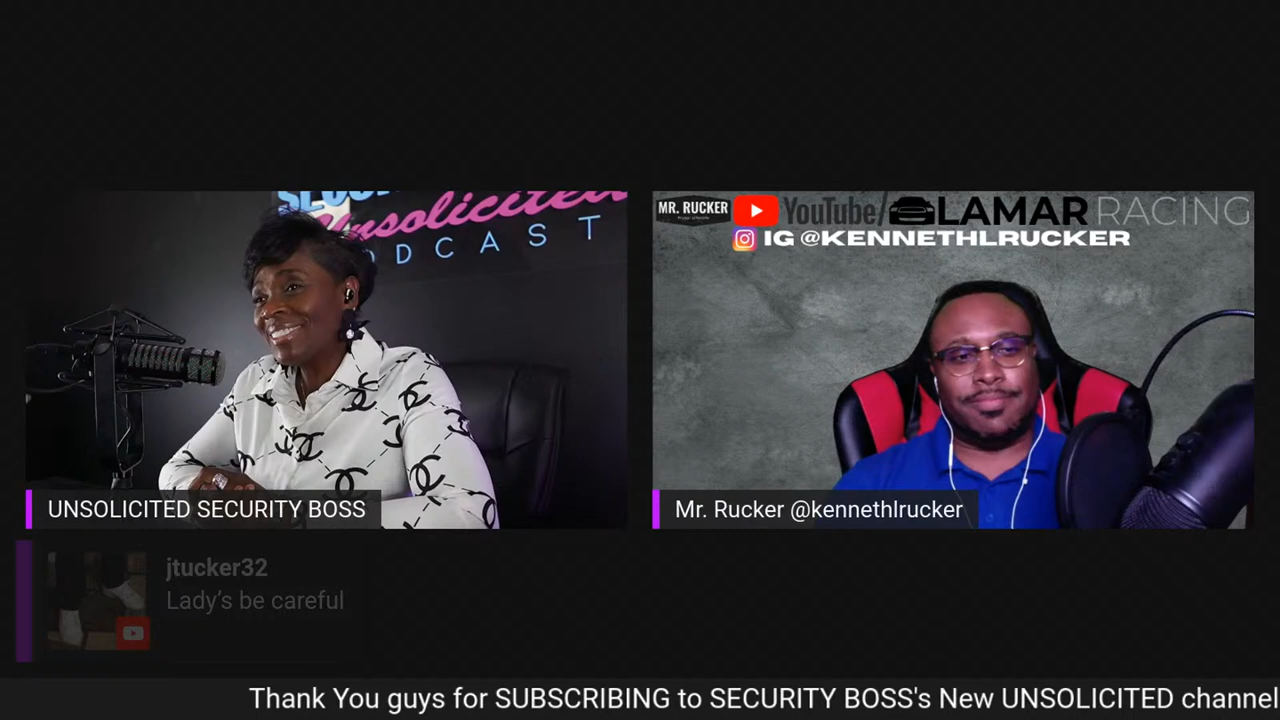 Unsolicited
PODCAST
MR. RUCKER
YouTube/LAMAR RACING
IG @KENNETHLRUCKER
UNSOLICITED SECURITY BOSS
Mr. Rucker @kennethlrucker
jtucker32
Lady’s be careful
Thank You guys for SUBSCRIBING to SECURITY BOSS's New UNSOLICITED channel